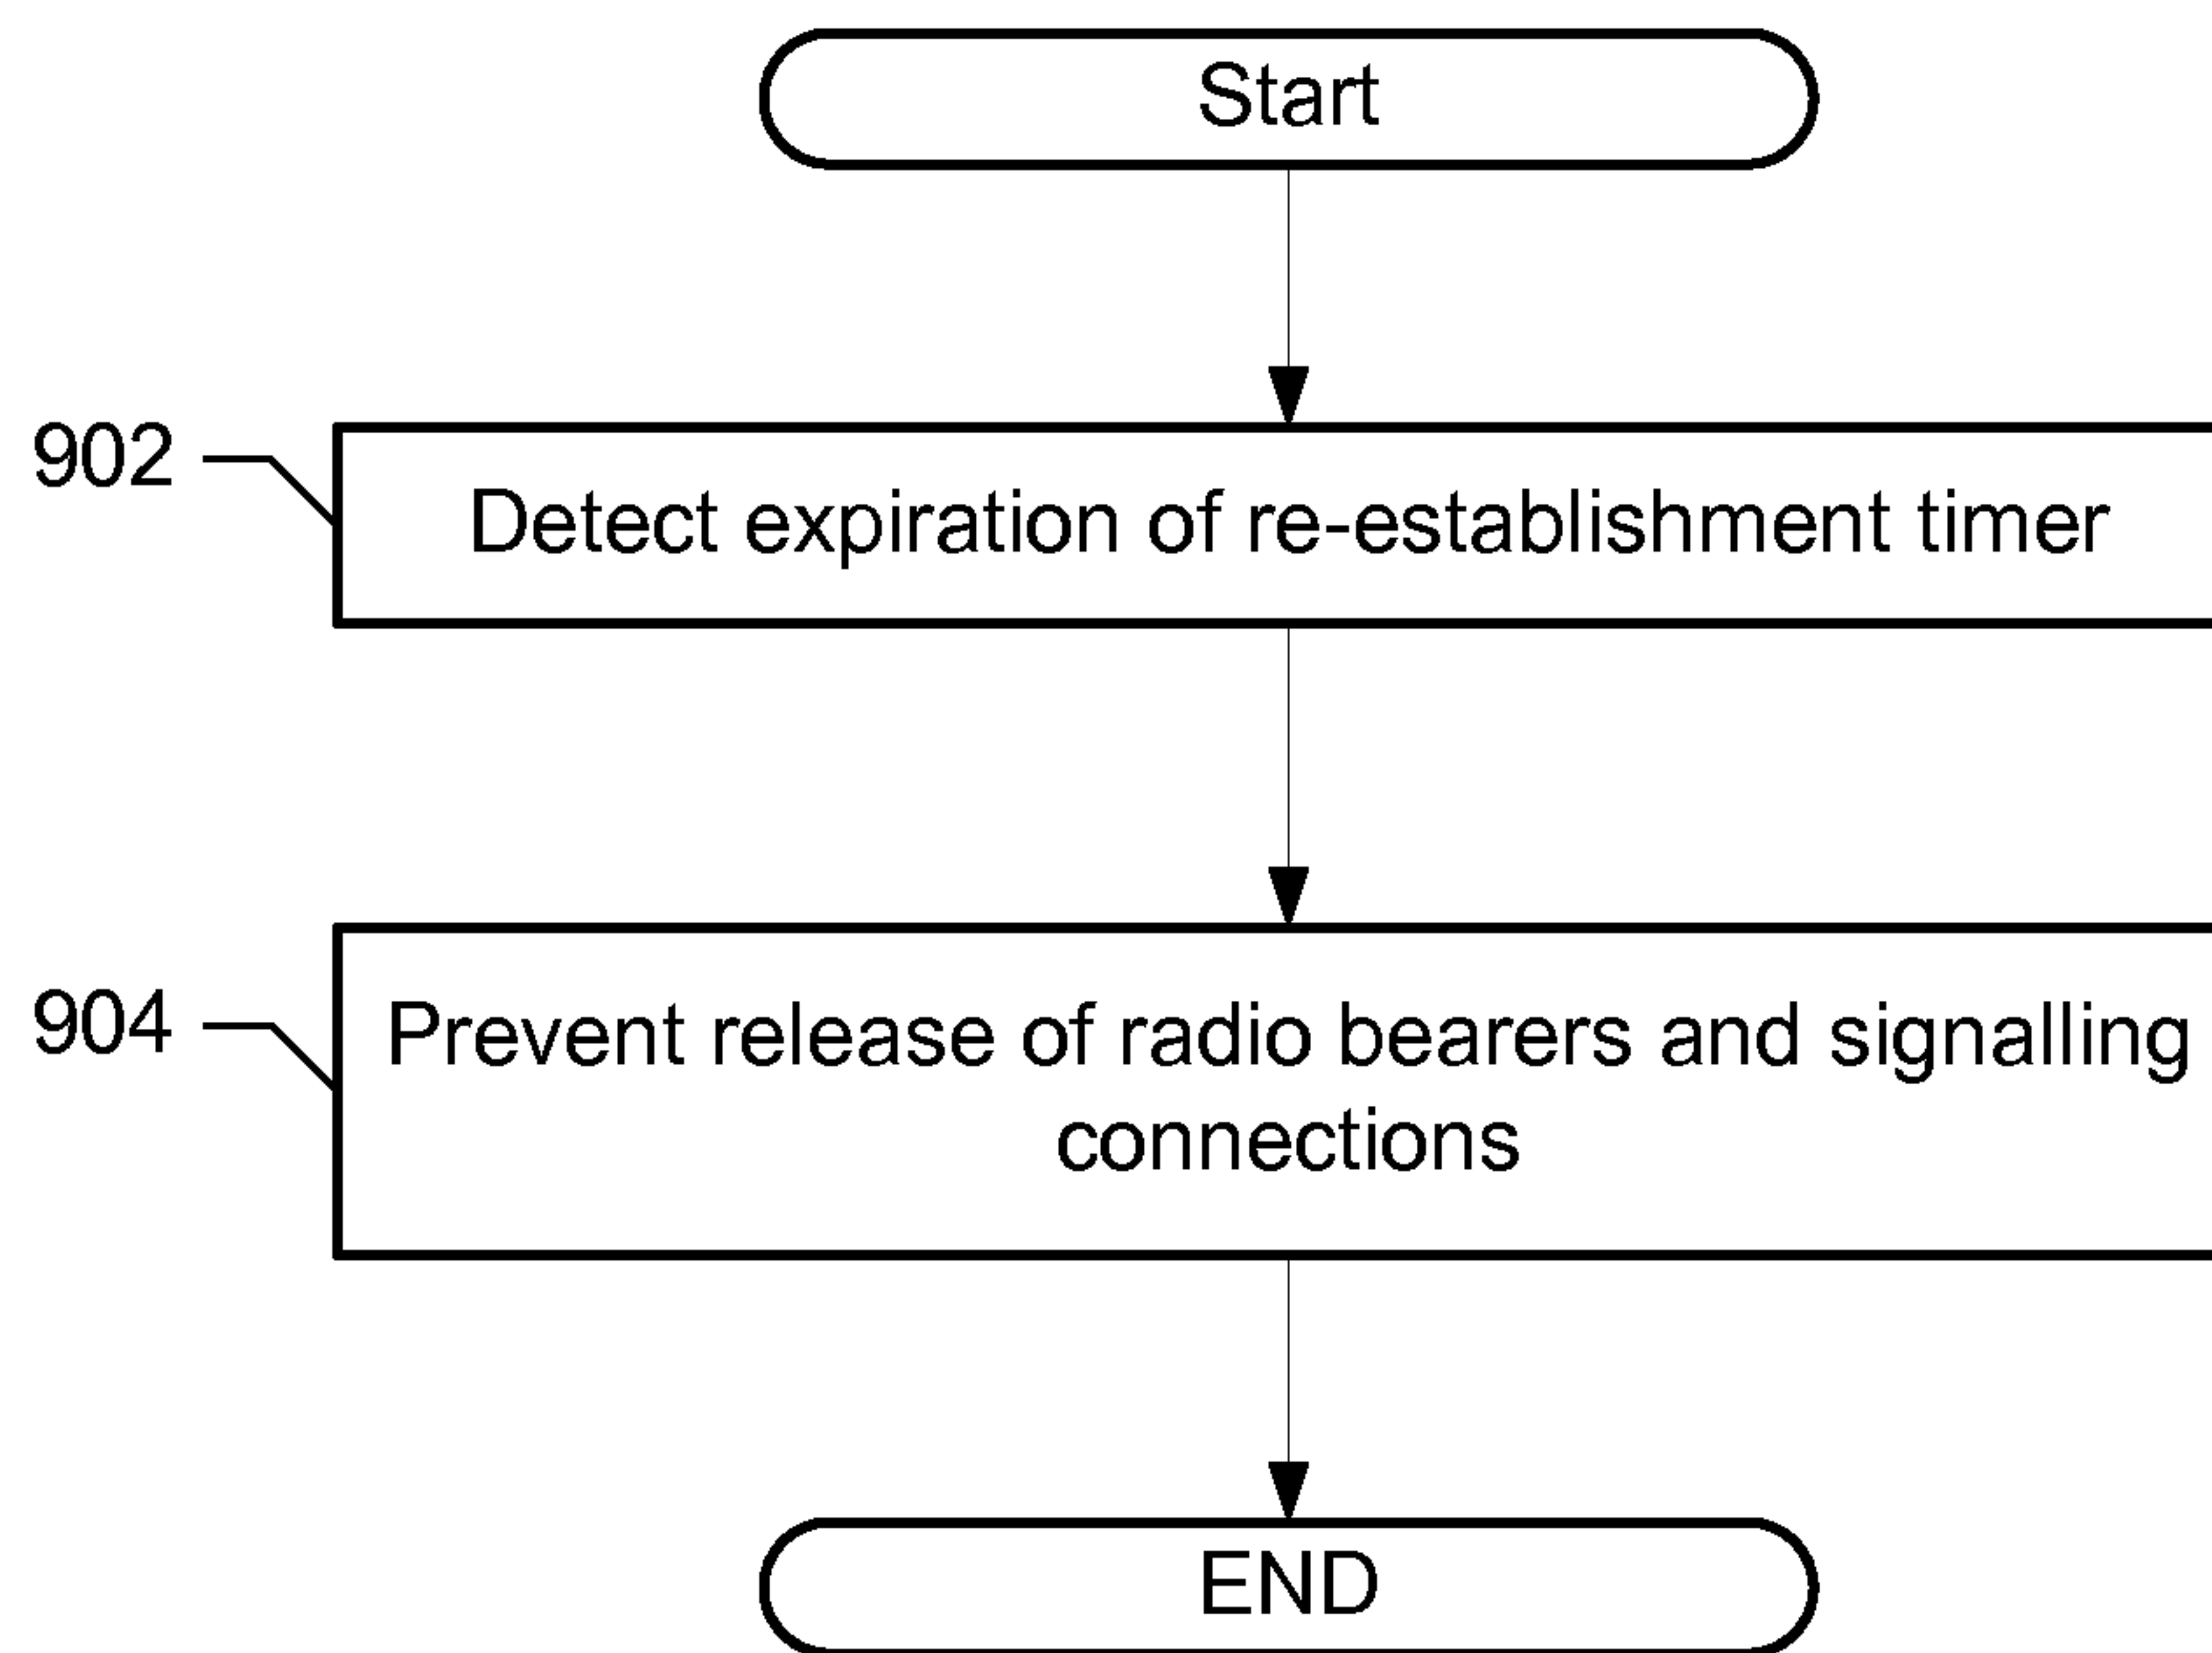 Start
902
Detect expiration of re-establishment timer
904
Prevent release of radio bearers and signalling
connections
END